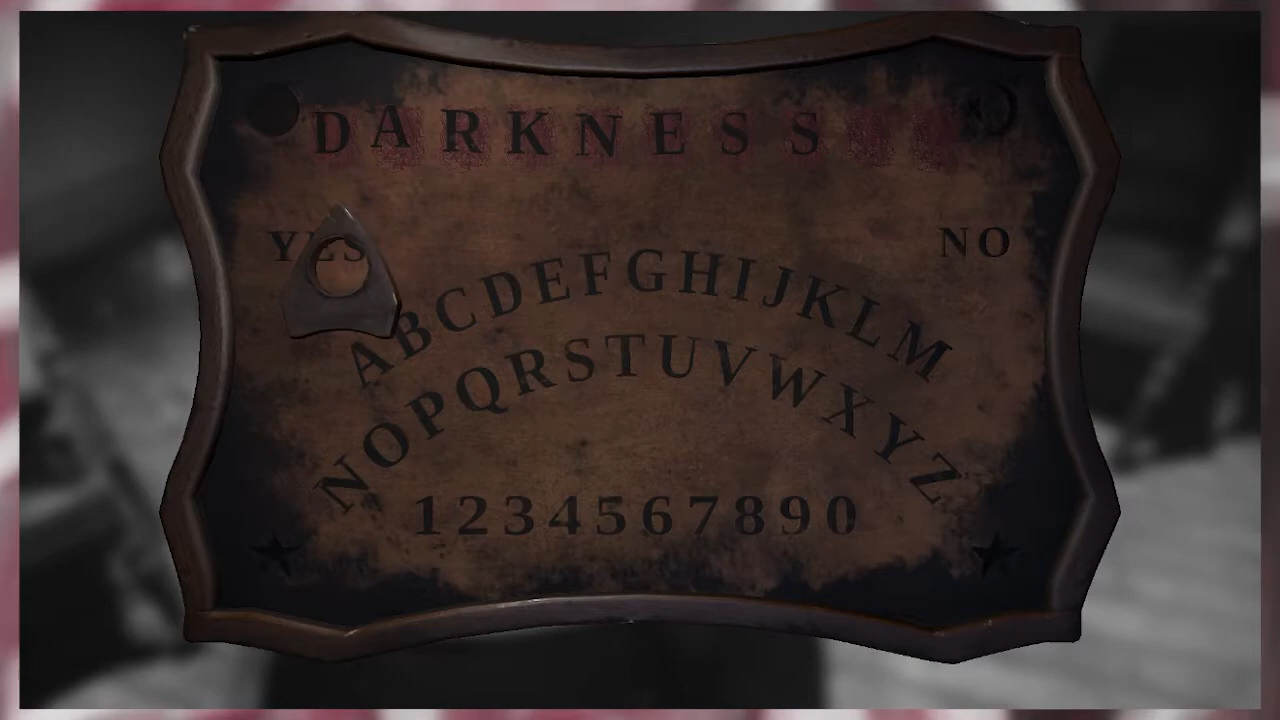 DARKNESS
YES NO
ABCDEFGHIJKLM
NOPQRSTUVWXYZ
1234567890